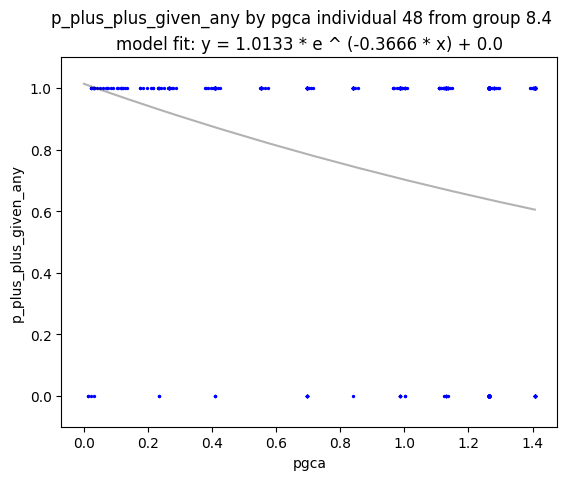 p_plus_plus_given_any by pgca individual 48 from group 8.4
model fit: y = 1.0133 * e ^ (-0.3666 * x) + 0.0
1.0
0.8
0.6
0.4
0.2
0.0
p_plus_plus_given_any
0.0 0.2 0.4 0.6 0.8 1.0 1.2 1.4
pgca